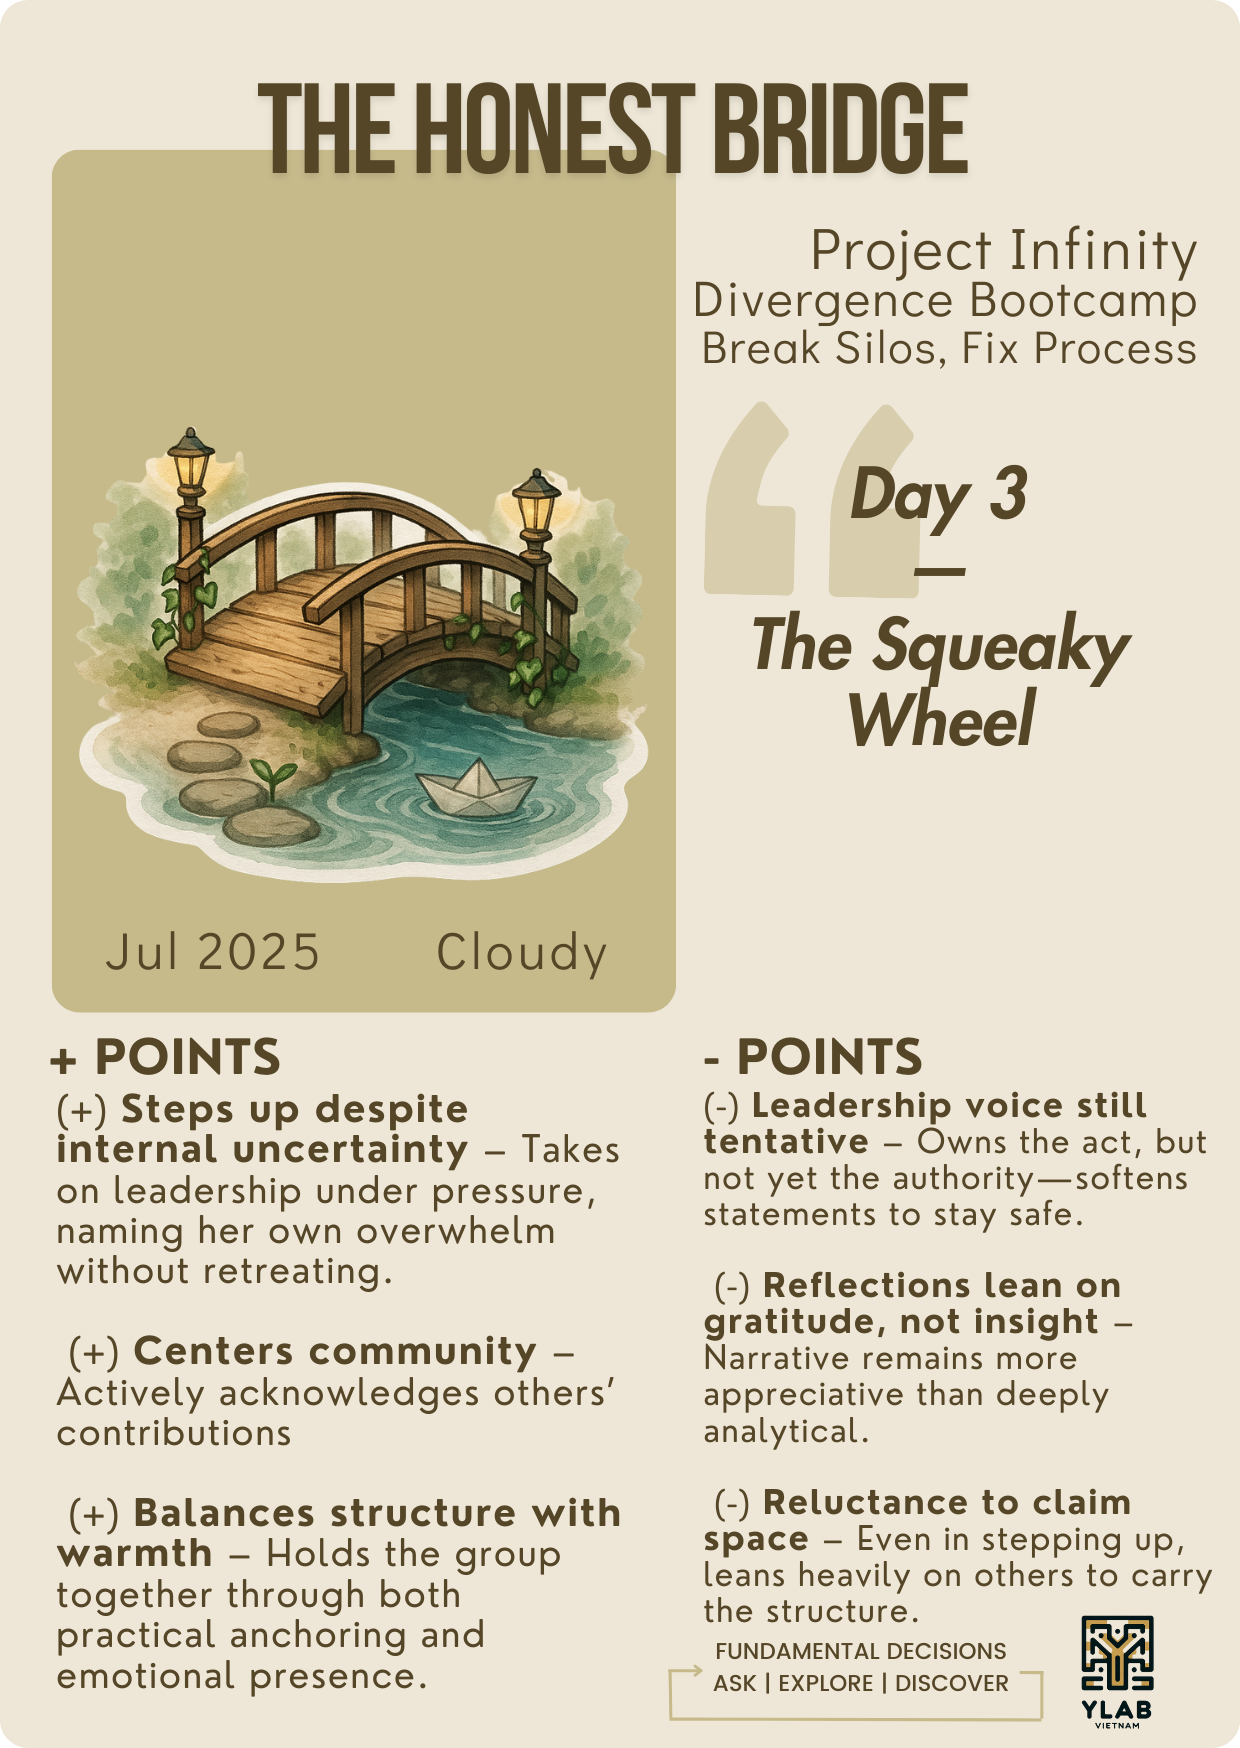 THE HONEST BRIDGE
Project Infinity
Divergence Bootcamp
Break Silos, Fix Process
Day 3
—
The Squeaky
Wheel
Jul 2025 Cloudy
+ POINTS
(+) Steps up despite
internal uncertainty – Takes
on leadership under pressure,
naming her own overwhelm
without retreating.
(+) Centers community –
Actively acknowledges others’
contributions
(+) Balances structure with
warmth – Holds the group
together through both
practical anchoring and
emotional presence.
- POINTS
(-) Leadership voice still
tentative – Owns the act, but
not yet the authority—softens
statements to stay safe.
(-) Reflections lean on
gratitude, not insight –
Narrative remains more
appreciative than deeply
analytical.
(-) Reluctance to claim
space – Even in stepping up,
leans heavily on others to carry
the structure.
FUNDAMENTAL DECISIONS
ASK | EXPLORE | DISCOVER
YLAB
VIETNAM